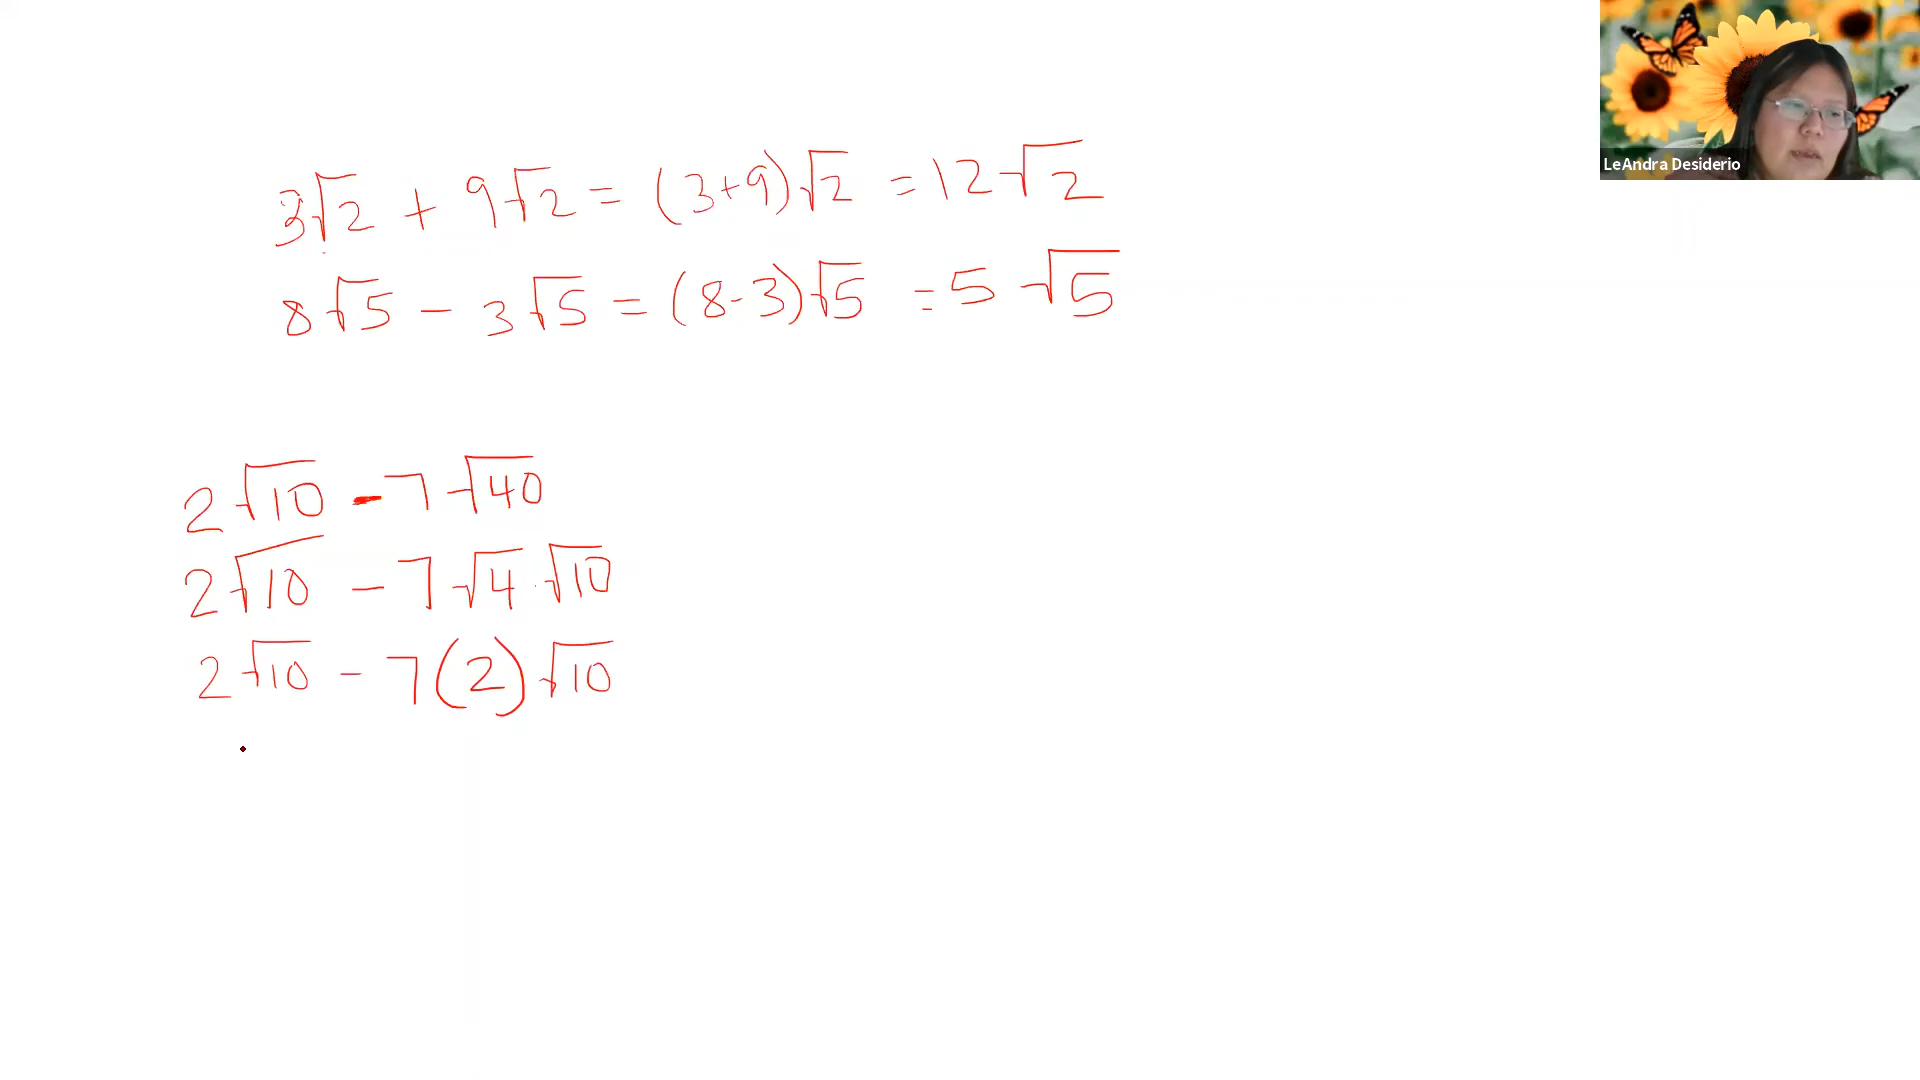 3√2 + 9√2 = (3+9)√2 = 12√2
8√5 - 3√5 = (8-3)√5 = 5√5
2√10 - 7√40
2√10 - 7√4 · √10
2√10 - 7(2)√10
LeAndra Desiderio